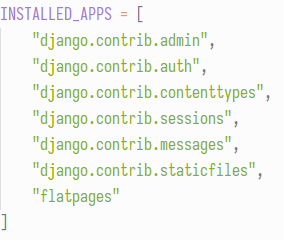 INSTALLED_APPS = [
    "django.contrib.admin",
    "django.contrib.auth",
    "django.contrib.contenttypes",
    "django.contrib.sessions",
    "django.contrib.messages",
    "django.contrib.staticfiles",
    "flatpages"
]